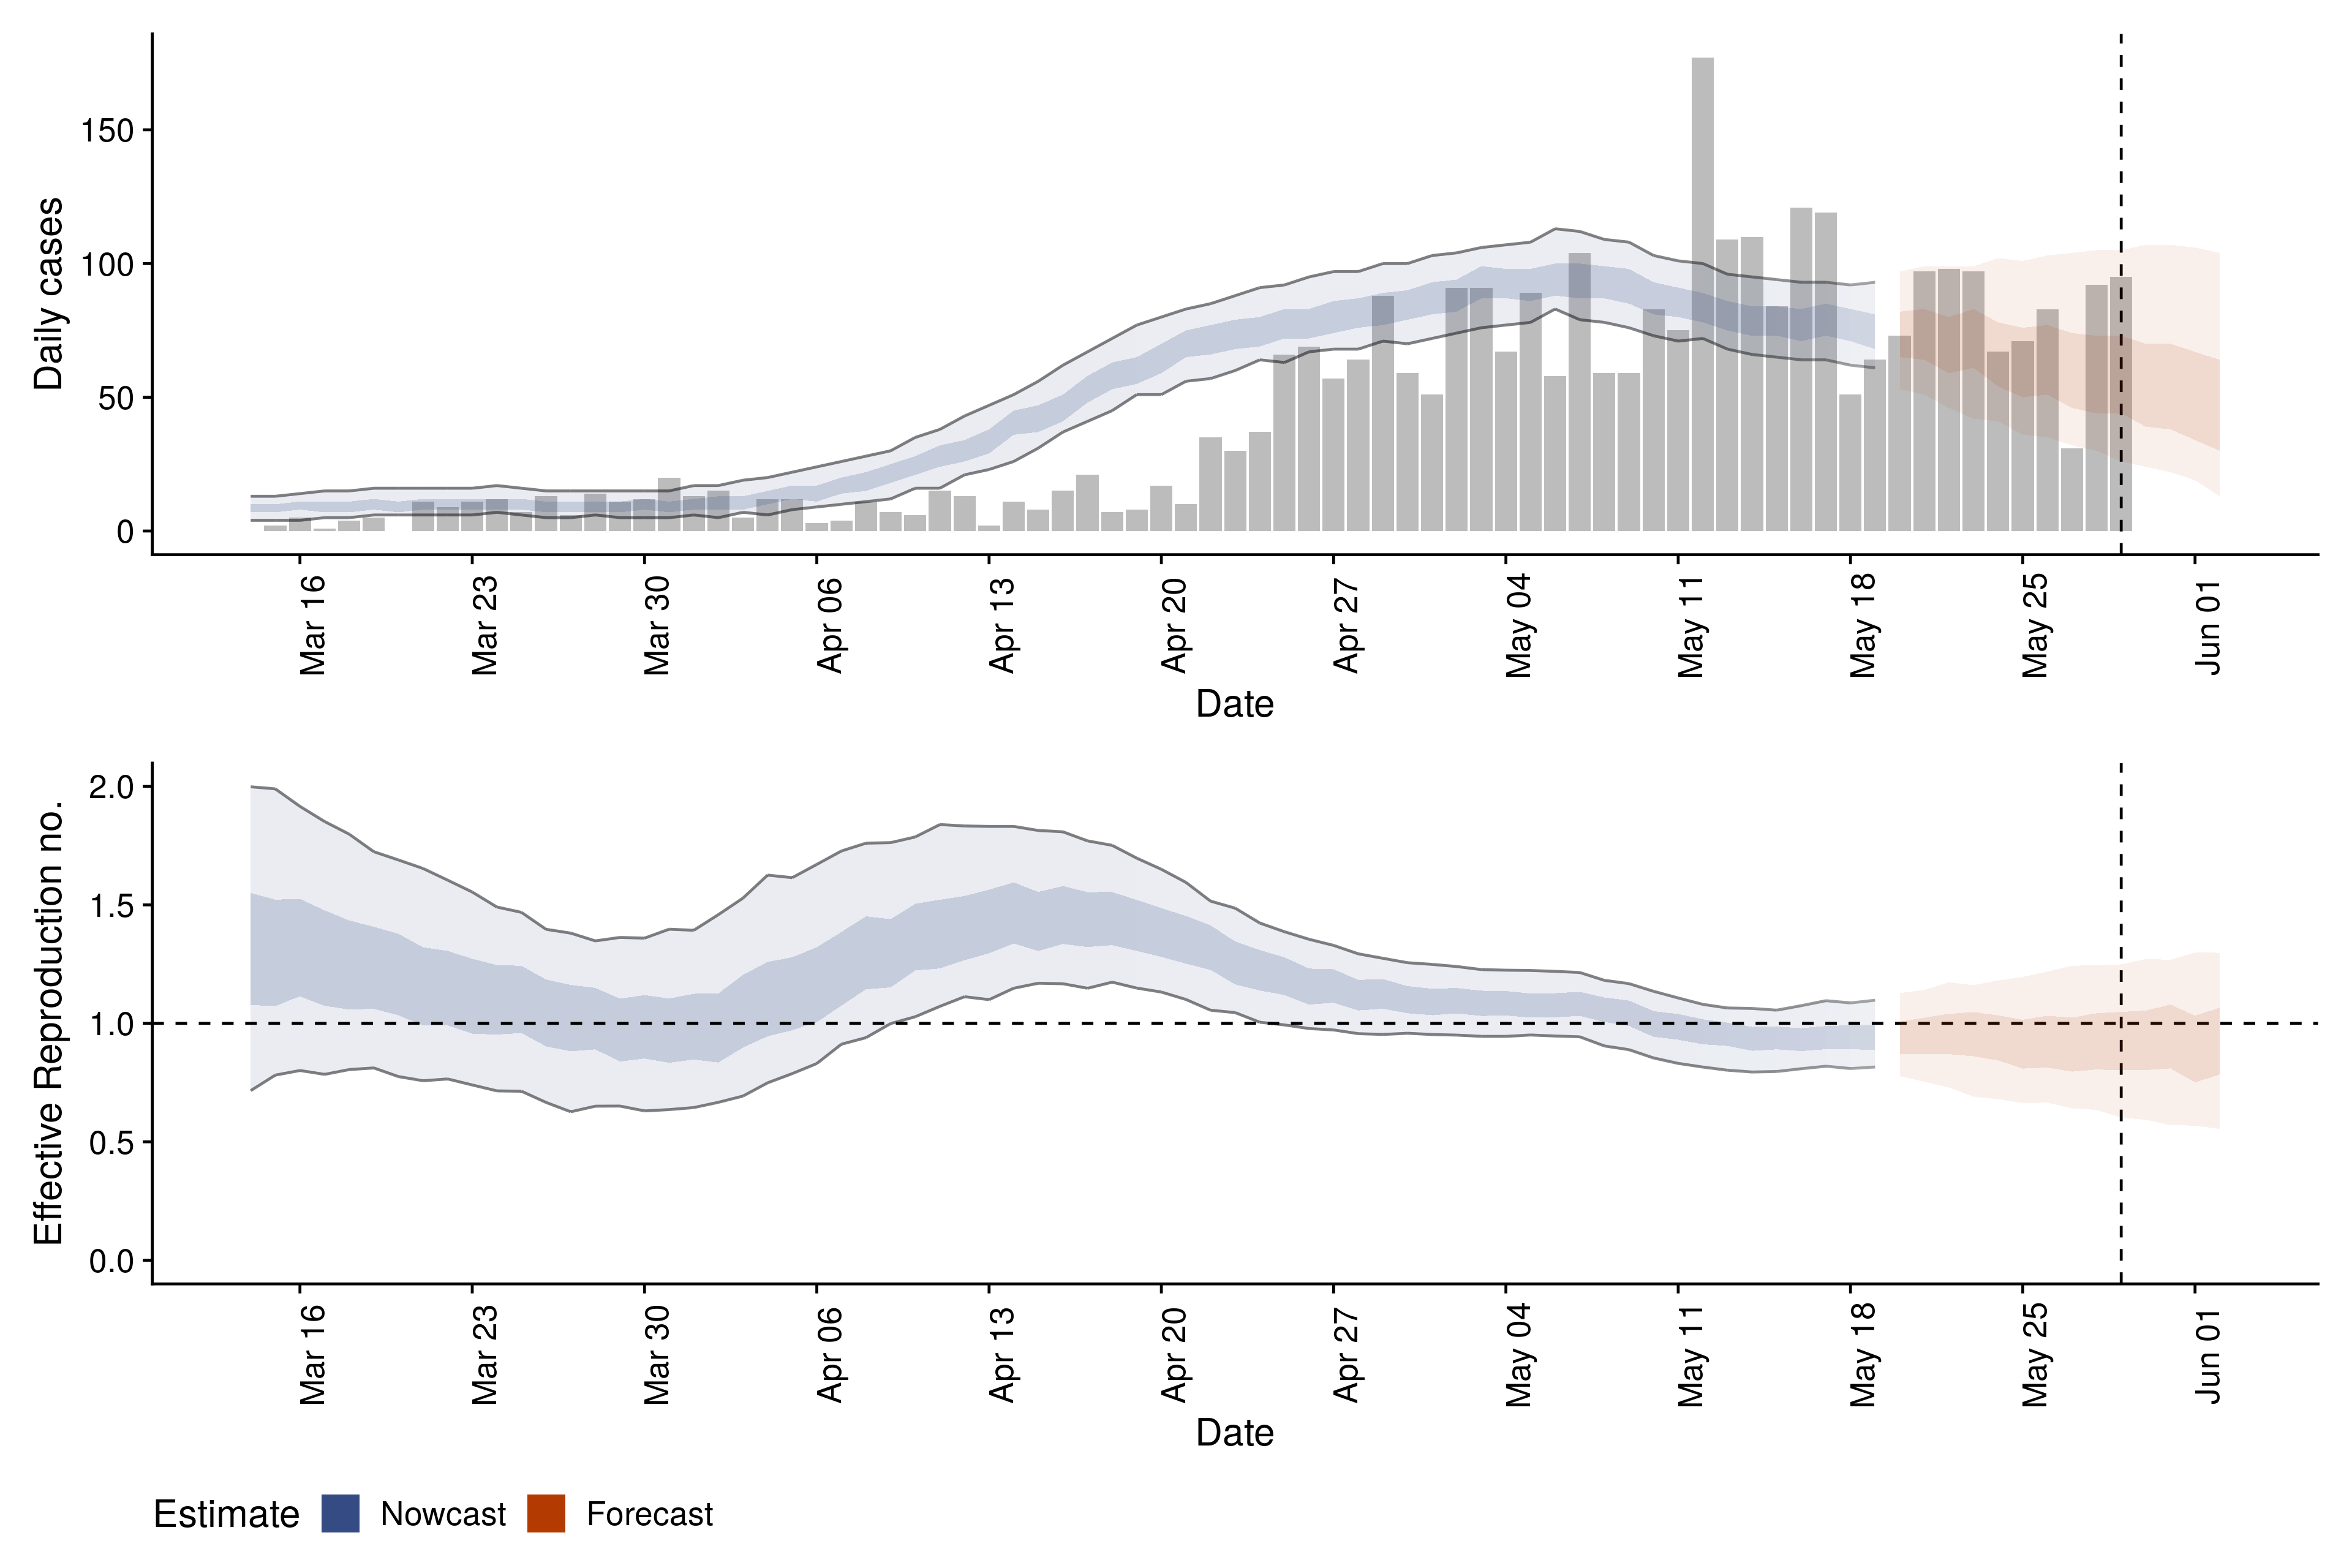 Daily cases
150
100
50
0
Mar 16
Mar 23
Mar 30
Apr 06
Apr 13
Apr 20
Apr 27
May 04
May 11
May 18
May 25
Jun 01
Date
Effective Reproduction no.
2.0
1.5
1.0
0.5
0.0
Mar 16
Mar 23
Mar 30
Apr 06
Apr 13
Apr 20
Apr 27
May 04
May 11
May 18
May 25
Jun 01
Date
Estimate Nowcast Forecast